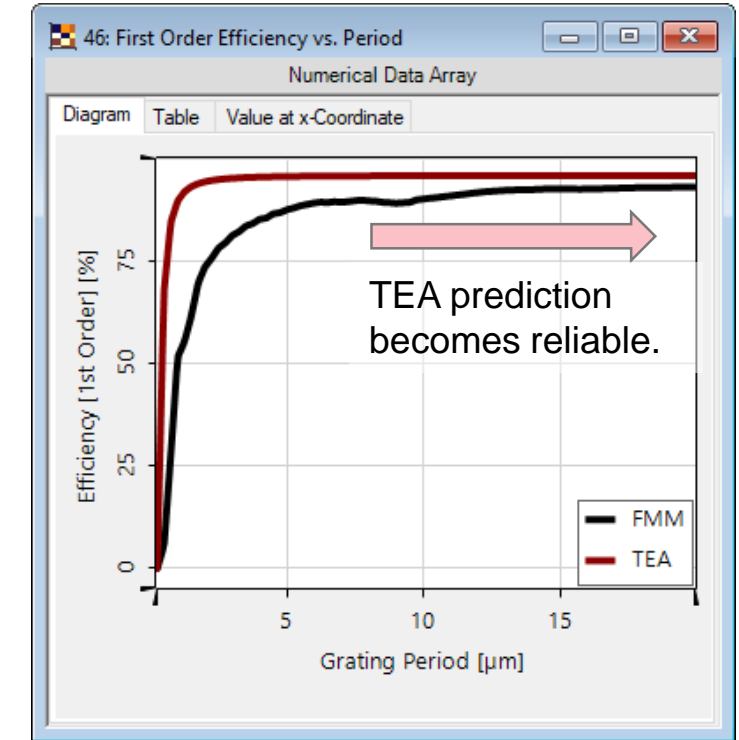 46: First Order Efficiency vs. Period
Numerical Data Array
Diagram Table Value at x-Coordinate
Efficiency [1st Order] [%]
75
50
25
0
TEA prediction
becomes reliable.
FMM
TEA
5 10 15
Grating Period [µm]